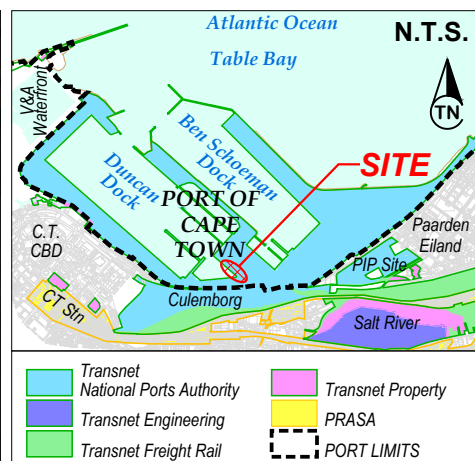 Atlantic Ocean
N.T.S.
Table Bay
TN
V&A
Waterfront
Ben Schoeman
Dock
Duncan
Dock
SITE
PORT OF
CAPE
TOWN
C.T.
CBD
Paarden
Eiland
PIP Site
CT Stn
Culemborg
Salt River
Transnet
National Ports Authority
Transnet Engineering
Transnet Freight Rail
Transnet Property
PRASA
PORT LIMITS